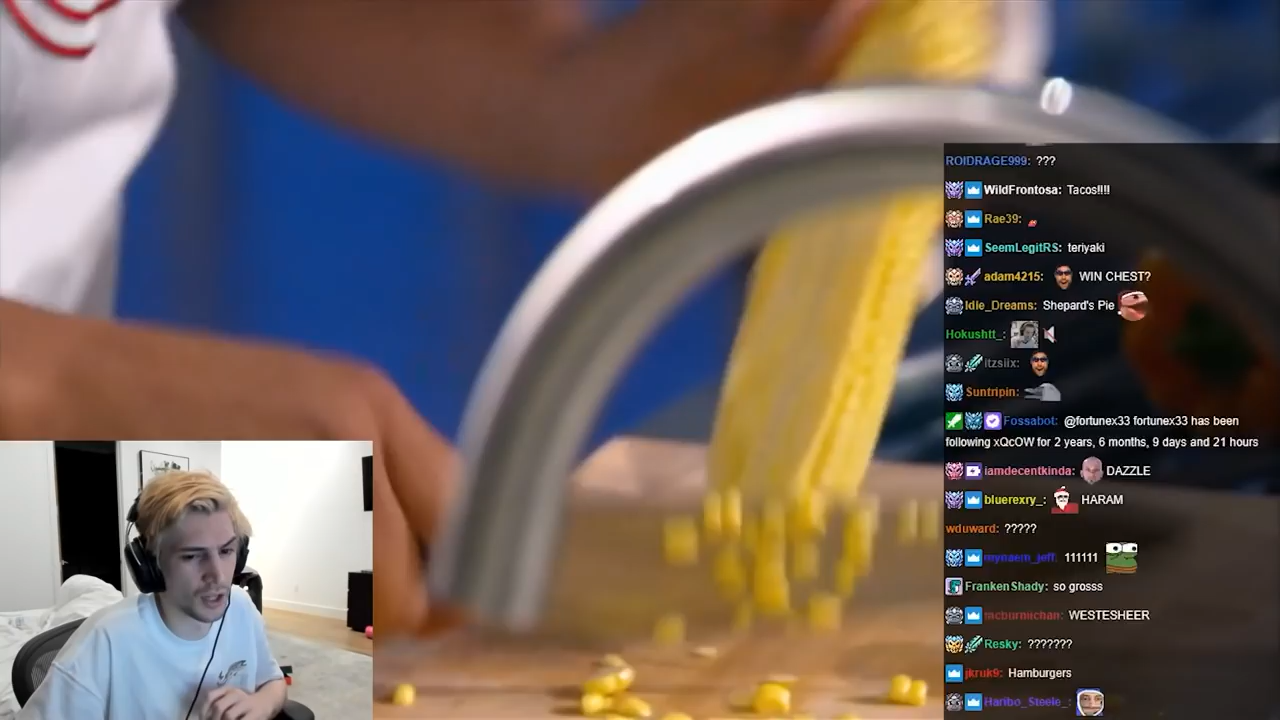 ROIDRAGE999: ???
WildFrontosa: Tacos!!!!
Rae39:
SeemLegitRS: teriyaki
adam4215: WIN CHEST?
Idie_Dreams: Shepard's Pie
Hokushtt_:
Itzsiix:
Suntripin:
Fossabot: @fortunex33 fortunex33 has been
following xQcOW for 2 years, 6 months, 9 days and 21 hours
iamdecentkinda: DAZZLE
bluerexry_: HARAM
wduward: ?????
mynaem_jeff: 111111
FrankenShady: so grosss
racburniichan: WESTESHEER
Resky: ???????
jkruk9: Hamburgers
Haribo_Steele_: